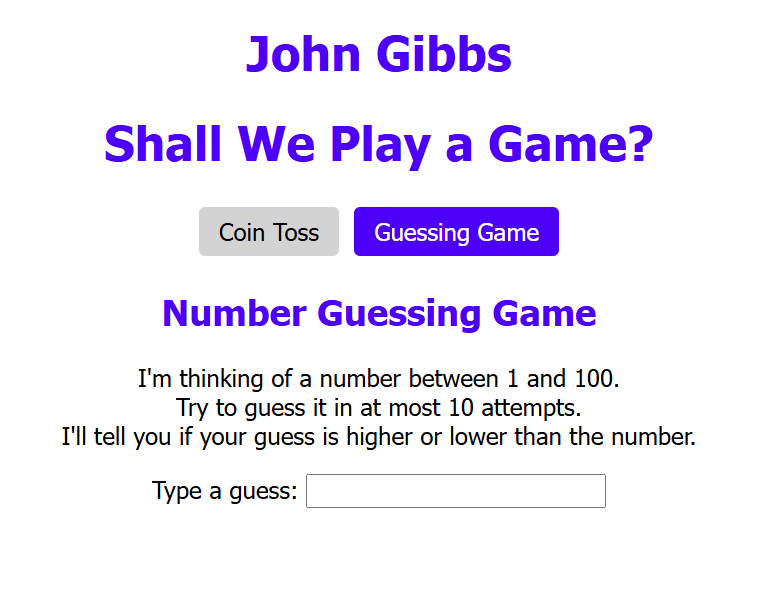 John Gibbs
Shall We Play a Game?
Coin Toss
Guessing Game
Number Guessing Game
I'm thinking of a number between 1 and 100.
Try to guess it in at most 10 attempts.
I'll tell you if your guess is higher or lower than the number.
Type a guess: